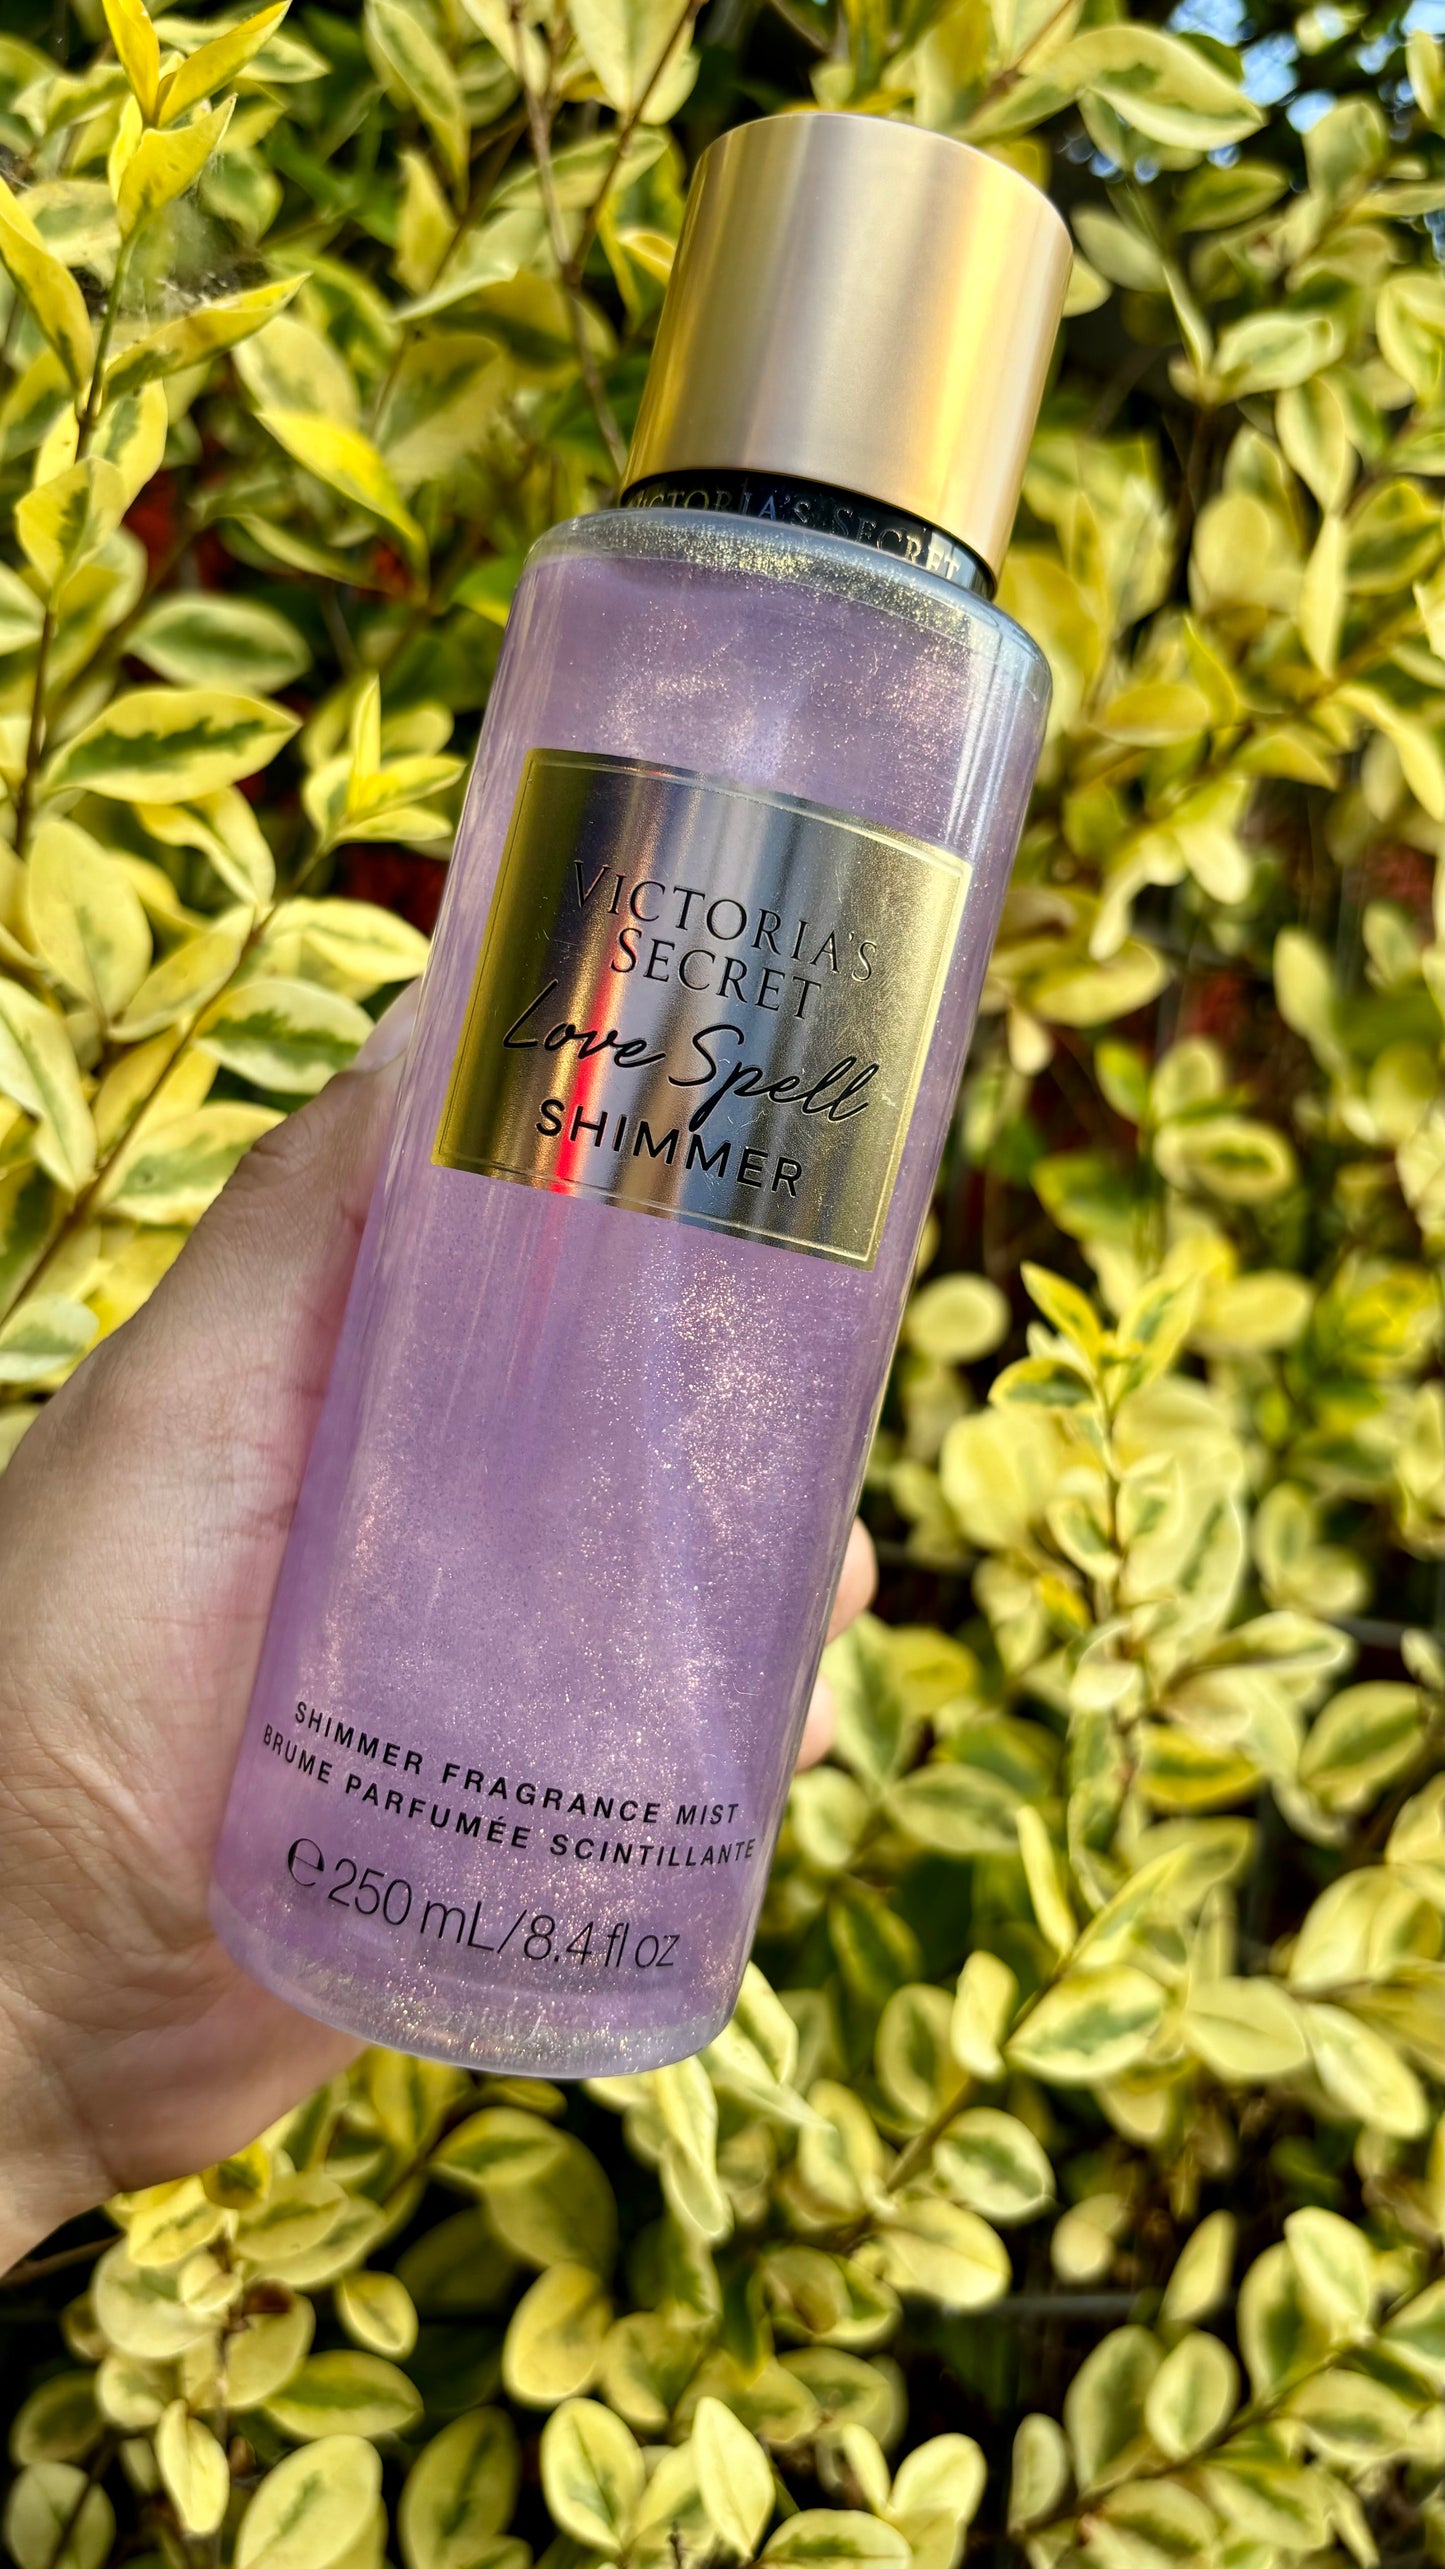 VICTORIA'S SECRET
VICTORIA'S
SECRET
Love Spell
SHIMMER
SHIMMER FRAGRANCE MIST
BRUME PARFUMÉE SCINTILLANTE
℮ 250 mL/8.4 fl oz